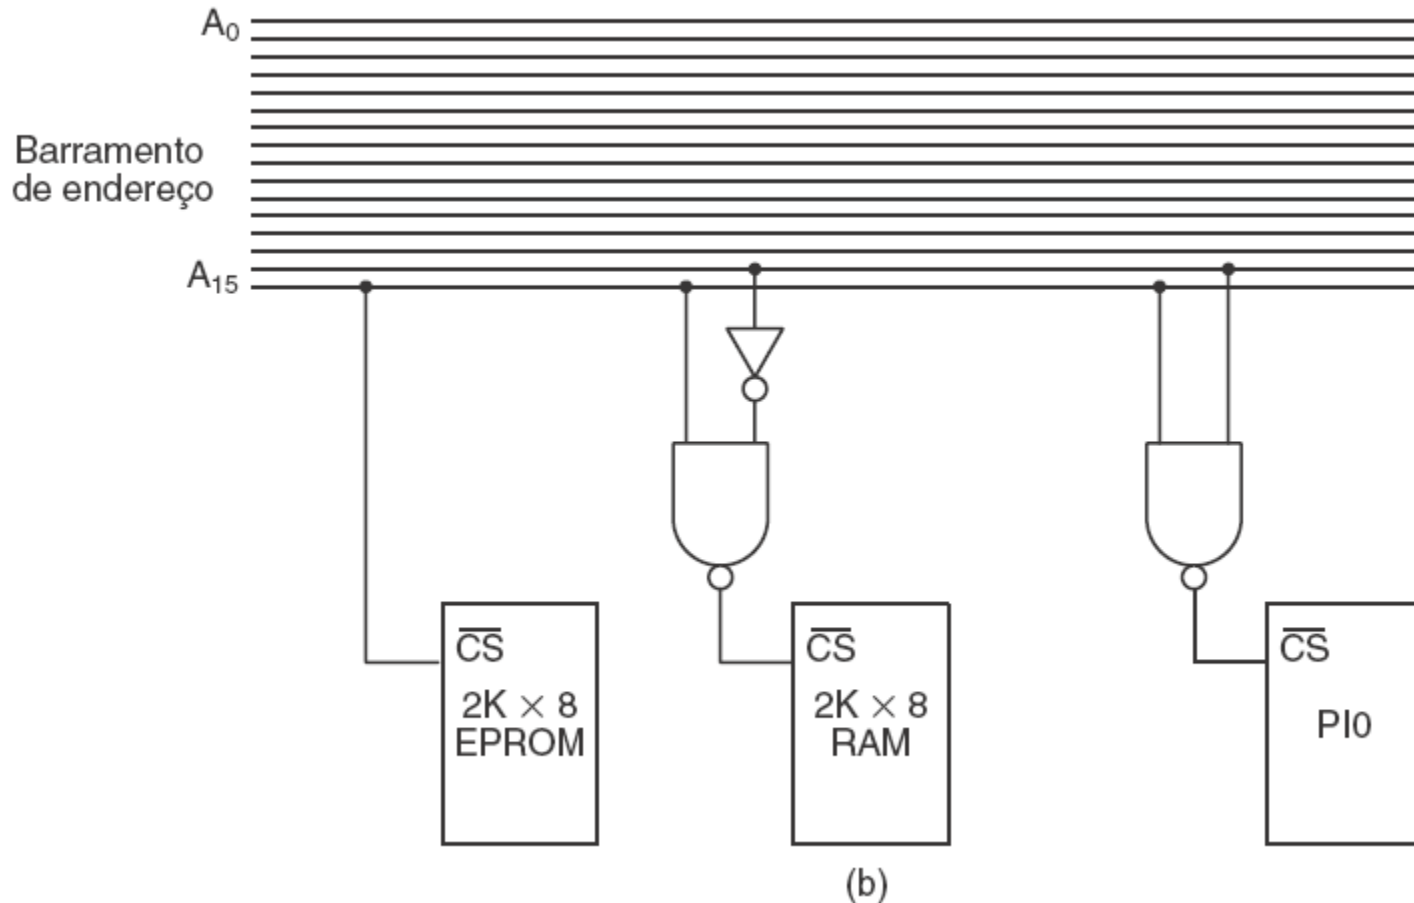 A0
Barramento
de endereço
A15
CS
2K × 8
EPROM
CS
2K × 8
RAM
CS
PI0
(b)